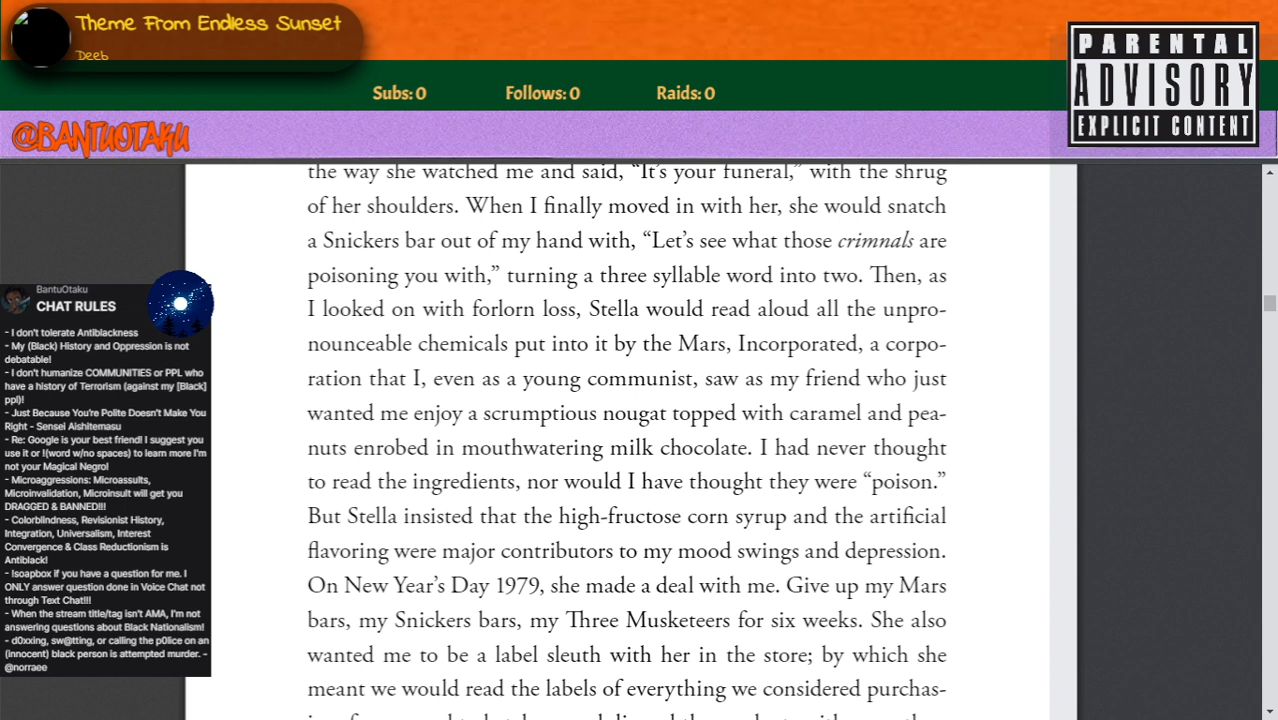 Theme From Endless Sunset
Deeb
PARENTAL
ADVISORY
EXPLICIT CONTENT
Subs: 0
Follows: 0
Raids: 0
@BANTUOTAKU
the way she watched me and said, “It’s your funeral,” with the shrug
of her shoulders. When I finally moved in with her, she would snatch
a Snickers bar out of my hand with, “Let’s see what those crimnals are
poisoning you with,” turning a three syllable word into two. Then, as
I looked on with forlorn loss, Stella would read aloud all the unpro-
nounceable chemicals put into it by the Mars, Incorporated, a corpo-
ration that I, even as a young communist, saw as my friend who just
wanted me enjoy a scrumptious nougat topped with caramel and pea-
nuts enrobed in mouthwatering milk chocolate. I had never thought
to read the ingredients, nor would I have thought they were “poison.”
But Stella insisted that the high-fructose corn syrup and the artificial
flavoring were major contributors to my mood swings and depression.
On New Year’s Day 1979, she made a deal with me. Give up my Mars
bars, my Snickers bars, my Three Musketeers for six weeks. She also
wanted me to be a label sleuth with her in the store; by which she
meant we would read the labels of everything we considered purchas-
BantuOtaku
CHAT RULES
- I don't tolerate Antiblackness
- My (Black) History and Oppression is not
debatable!
- I don't humanize COMMUNITIES or PPL who
have a history of Terrorism (against my [Black]
ppl)!
- Just Because You're Polite Doesn't Make You
Right - Sensei Aishitemasu
- Re: Google is your best friend! I suggest you
use it or !(word w/no spaces) to learn more I'm
not your Magical Negro!
- Microaggressions: Microassults,
Microinvalidation, Microinsult will get you
DRAGGED & BANNED!!!
- Colorblindness, Revisionist History,
Integration, Universalism, Interest
Convergence & Class Reductionism is
Antiblack!
- !soapbox if you have a question for me. I
ONLY answer question done in Voice Chat not
through Text Chat!!!
- When the stream title/tag isn't AMA, I'm not
answering questions about Black Nationalism!
- d0xxing, sw@tting, or calling the p0lice on an
(innocent) black person is attempted murder. -
@norraee